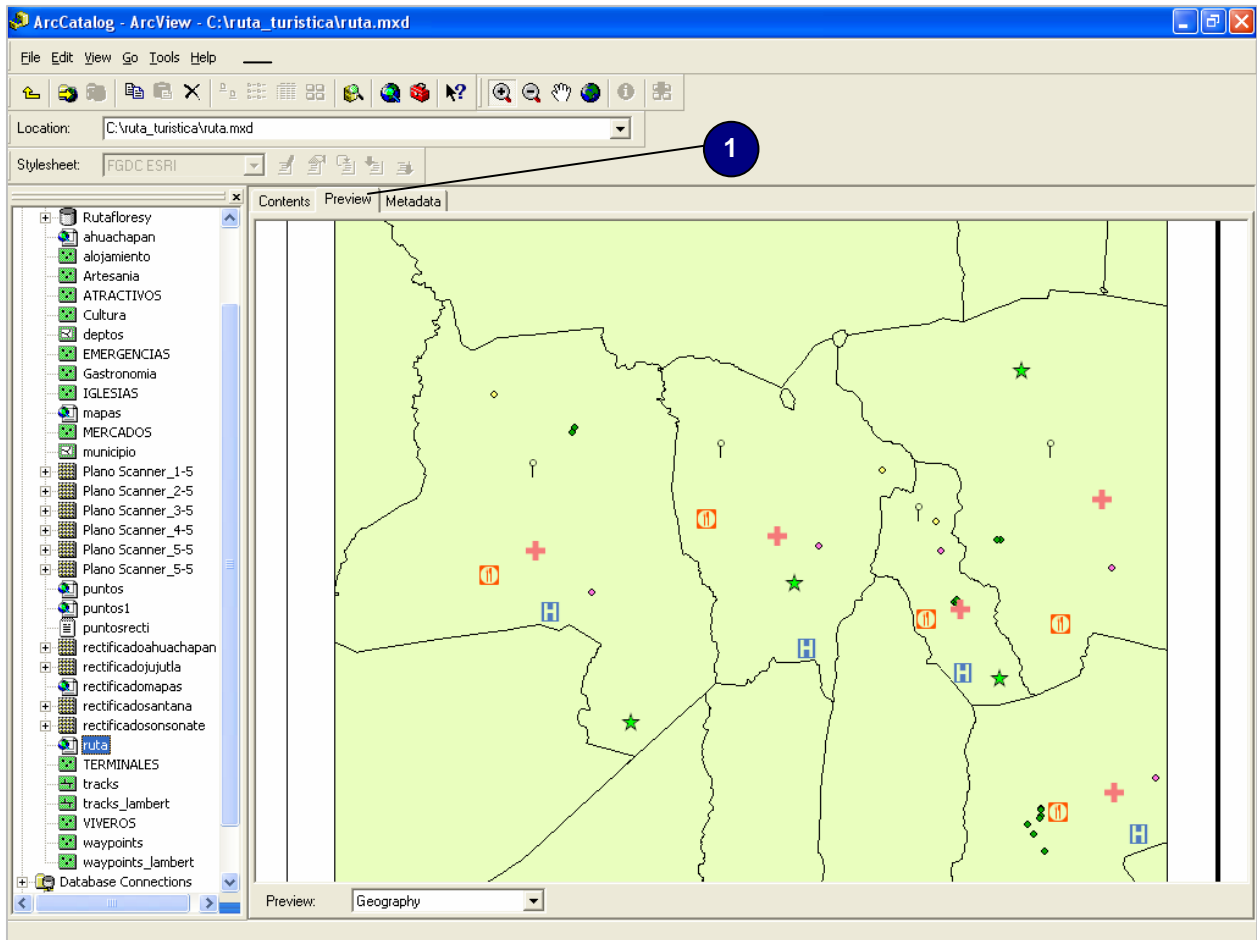 ArcCatalog - ArcView - C:\ruta_turistica\ruta.mxd
File Edit View Go Tools Help
Location: C:\ruta_turistica\ruta.mxd
Stylesheet: FGDC ESRI
1
Contents Preview Metadata
Rutafloresy
ahuachapan
alojamiento
Artesania
ATRACTIVOS
Cultura
deptos
EMERGENCIAS
Gastronomia
IGLESIAS
mapas
MERCADOS
municipio
Plano Scanner_1-5
Plano Scanner_2-5
Plano Scanner_3-5
Plano Scanner_4-5
Plano Scanner_5-5
Plano Scanner_5-5
puntos
puntos1
puntosrecti
rectificadoahuachapan
rectificadojujutla
rectificadomapas
rectificadosantana
rectificadosonsonate
ruta
TERMINALES
tracks
tracks_lambert
VIVEROS
waypoints
waypoints_lambert
Database Connections
H
H
H
H
Preview: Geography